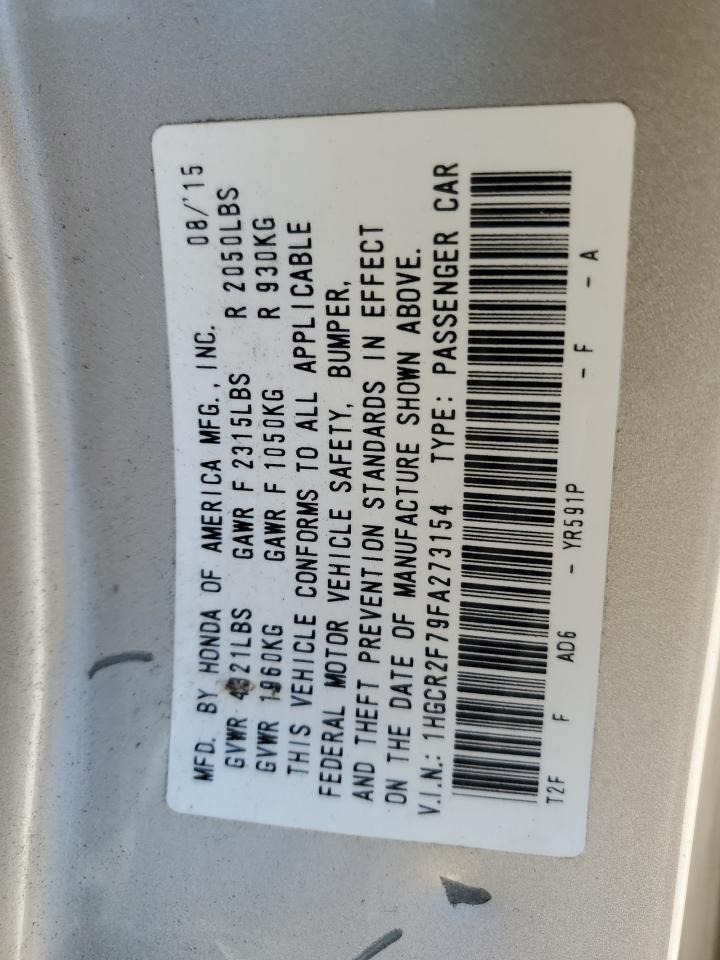 MFD. BY HONDA OF AMERICA MFG., INC. 08/'15
GVWR 4321LBS GAWR F 2315LBS R 2050LBS
GVWR 1960KG GAWR F 1050KG R 930KG
THIS VEHICLE CONFORMS TO ALL APPLICABLE
FEDERAL MOTOR VEHICLE SAFETY, BUMPER,
AND THEFT PREVENTION STANDARDS IN EFFECT
ON THE DATE OF MANUFACTURE SHOWN ABOVE.
V.I.N.: 1HGCR2F79FA273154 TYPE: PASSENGER CAR
T2F F AD6 - YR591P - F - A